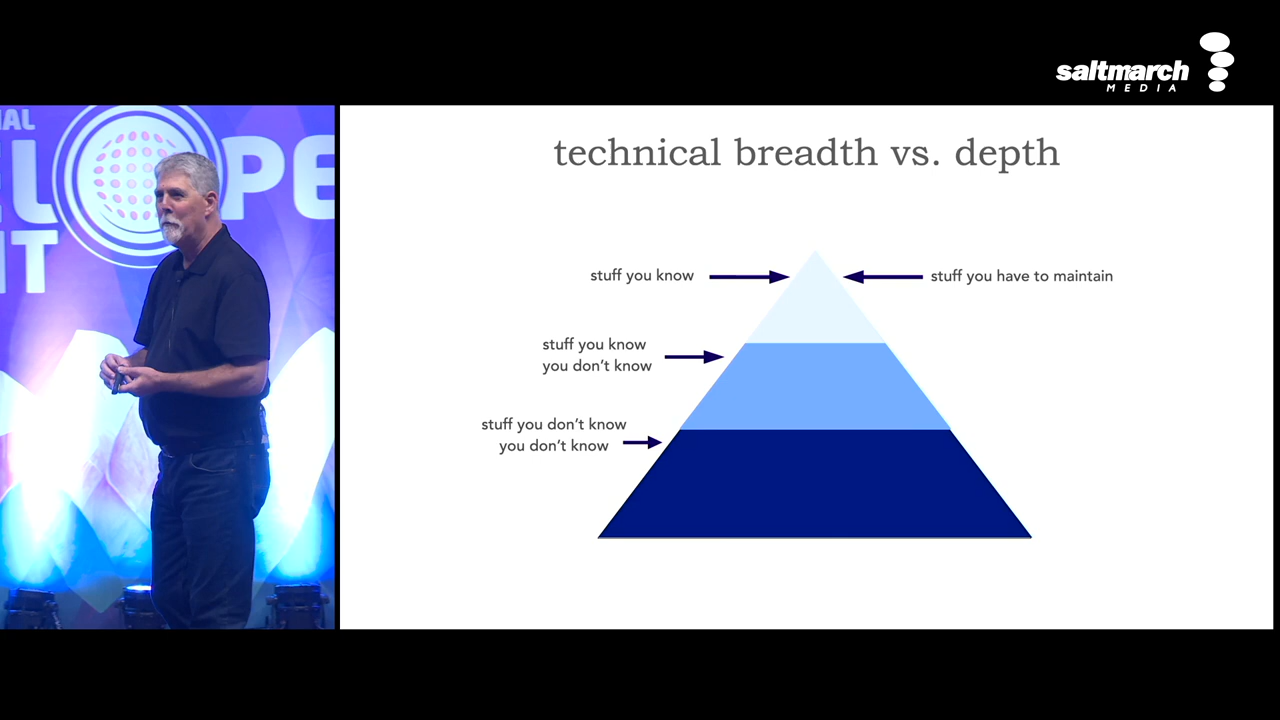 saltmarch
MEDIA
technical breadth vs. depth
stuff you know
stuff you have to maintain
stuff you know
you don't know
stuff you don't know
you don't know